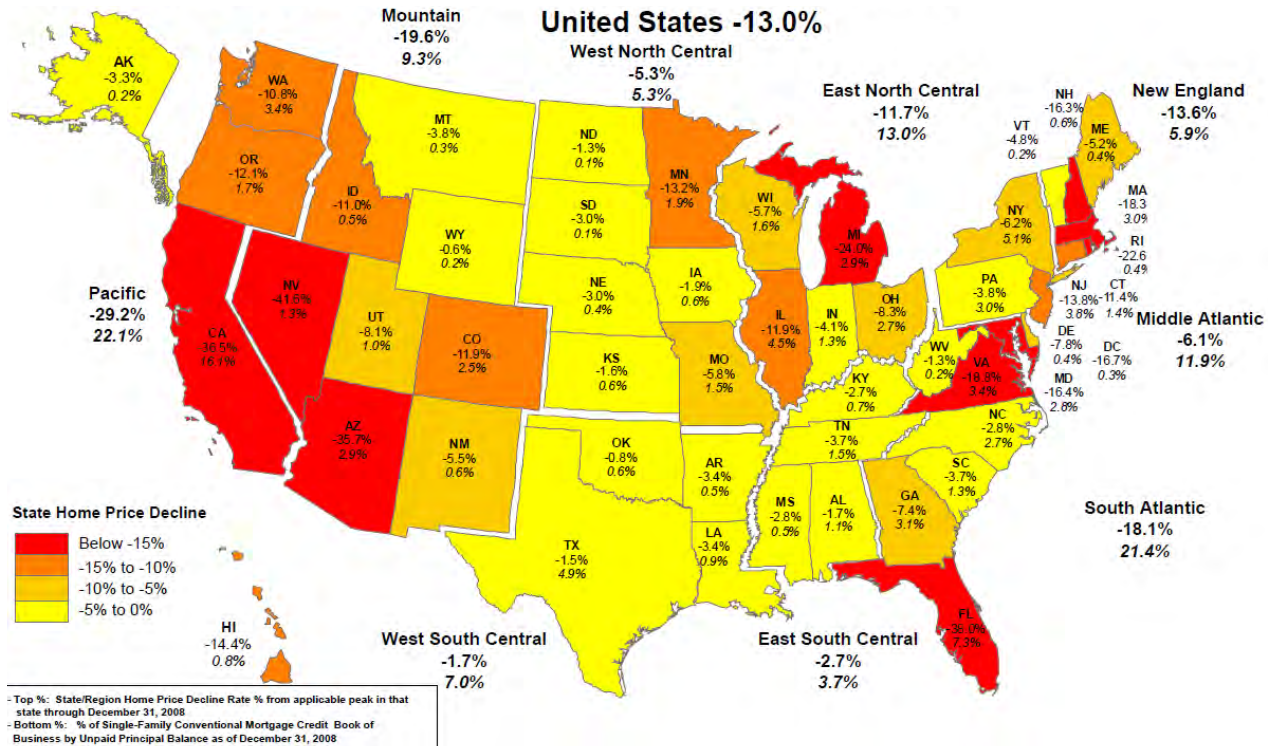 United States -13.0%
Mountain
-19.6%
9.3%
West North Central
-5.3%
5.3%
East North Central
-11.7%
13.0%
New England
-13.6%
5.9%
AK
-3.3%
0.2%
WA
-10.8%
3.4%
MT
-3.8%
0.3%
ND
-1.3%
0.1%
MN
-13.2%
1.9%
NH
-16.3%
0.6%
VT
-4.8%
0.2%
ME
-5.2%
0.4%
OR
-12.1%
1.7%
ID
-11.0%
0.5%
SD
-3.0%
0.1%
WI
-5.7%
1.6%
MI
-24.0%
2.9%
NY
-6.2%
5.1%
MA
-18.3
3.0%
RI
-22.6
0.4%
WY
-0.6%
0.2%
Pacific
-29.2%
22.1%
CA
-36.5%
16.1%
NV
-41.6%
1.3%
UT
-8.1%
1.0%
CO
-11.9%
2.5%
NE
-3.0%
0.4%
IA
-1.9%
0.6%
IL
-11.9%
4.5%
IN
-4.1%
1.3%
OH
-8.3%
2.7%
PA
-3.8%
3.0%
NJ
-13.8%
3.8%
CT
-11.4%
1.4%
Middle Atlantic
-6.1%
11.9%
DE
-7.8%
0.4%
DC
-16.7%
0.3%
MD
-16.4%
2.8%
KS
-1.6%
0.6%
MO
-5.8%
1.5%
KY
-2.7%
0.7%
WV
-1.3%
0.2%
VA
-18.8%
3.4%
AZ
-35.7%
2.9%
NM
-5.5%
0.6%
OK
-0.8%
0.6%
AR
-3.4%
0.5%
TN
-3.7%
1.5%
NC
-2.8%
2.7%
SC
-3.7%
1.3%
TX
-1.5%
4.9%
LA
-3.4%
0.9%
MS
-2.8%
0.5%
AL
-1.7%
1.1%
GA
-7.4%
3.1%
South Atlantic
-18.1%
21.4%
FL
-38.0%
7.3%
State Home Price Decline
Below -15%
-15% to -10%
-10% to -5%
-5% to 0%
HI
-14.4%
0.8%
West South Central
-1.7%
7.0%
East South Central
-2.7%
3.7%
- Top %: State/Region Home Price Decline Rate % from applicable peak in that
state through December 31, 2008
- Bottom %: % of Single-Family Conventional Mortgage Credit Book of
Business by Unpaid Principal Balance as of December 31, 2008